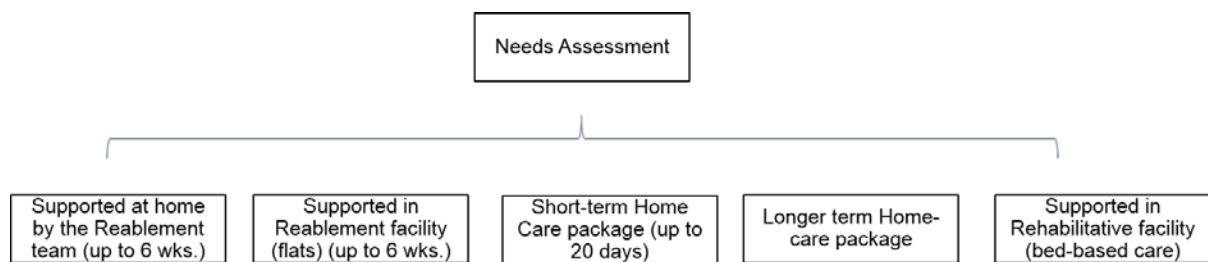 Needs Assessment
Supported at home
by the Reablement
team (up to 6 wks.)
Supported in
Reablement facility
(flats) (up to 6 wks.)
Short-term Home
Care package (up to
20 days)
Longer term Home-
care package
Supported in
Rehabilitative facility
(bed-based care)